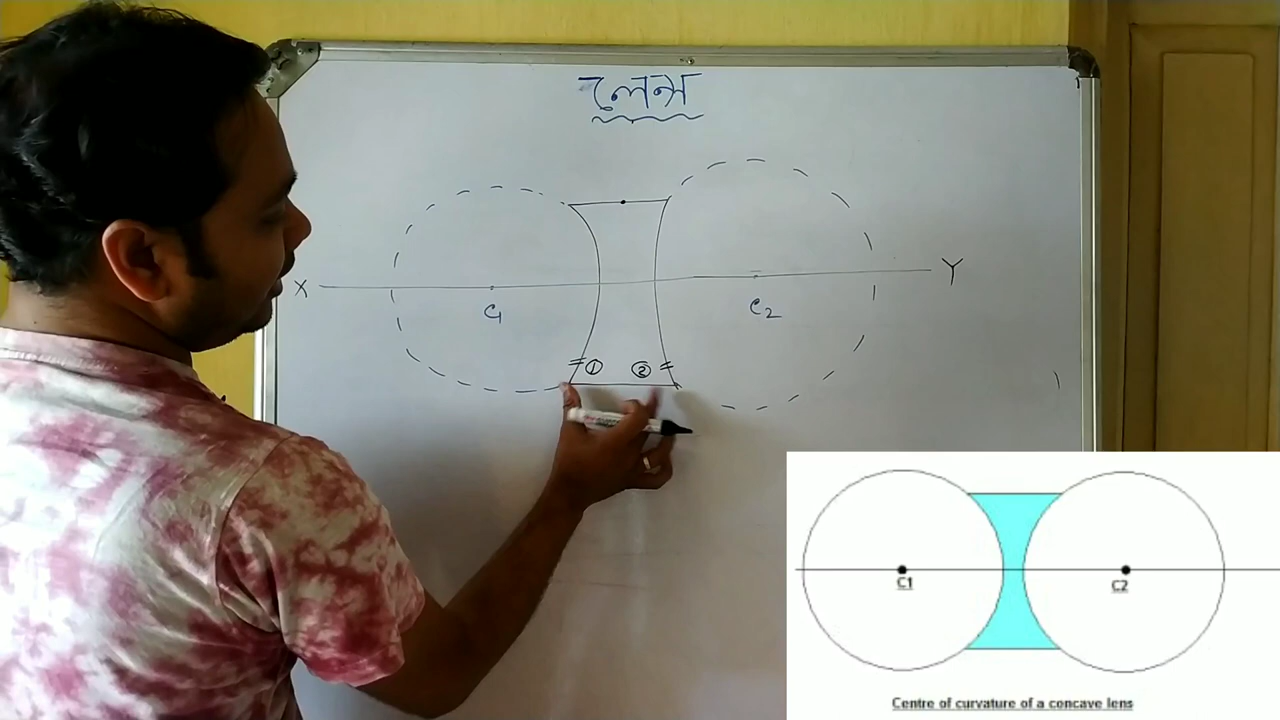 লেন্স
X
Y
C1
C2
①
②
C1
C2
Centre of curvature of a concave lens